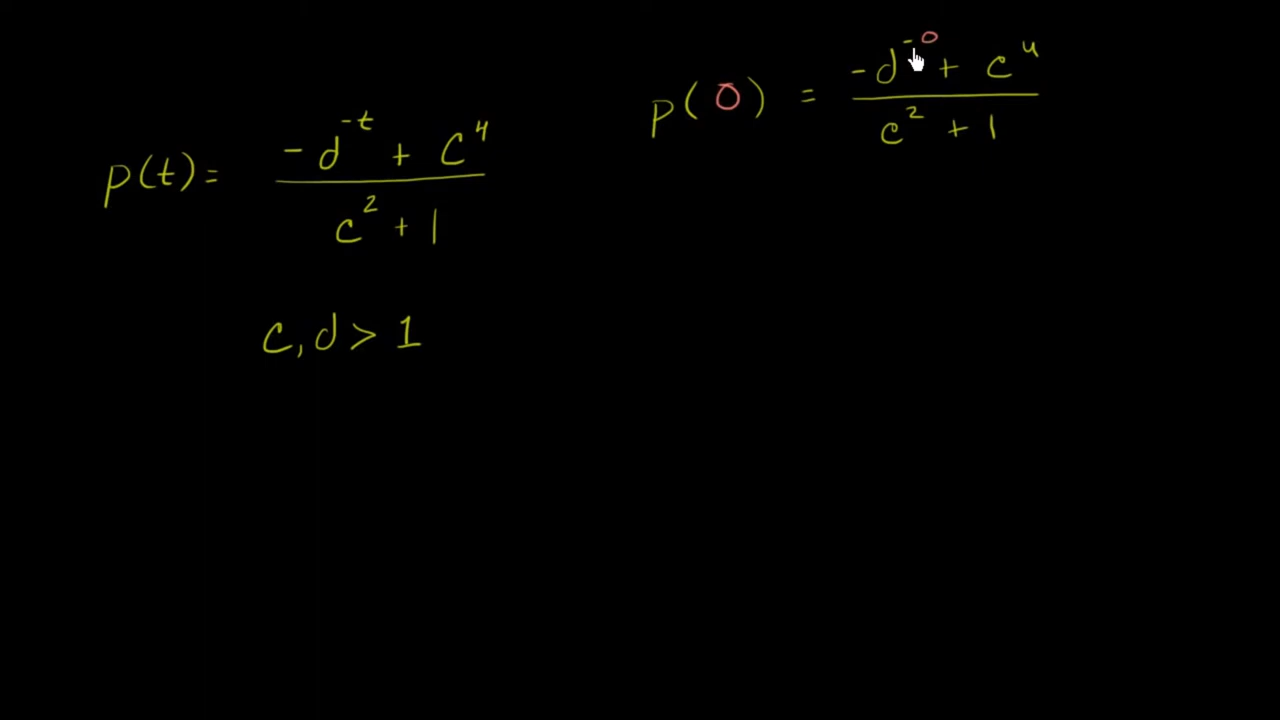 p(t) = (-d^-t + c^4) / (c^2 + 1)
c, d > 1
p(0) = (-d^-0 + c^4) / (c^2 + 1)